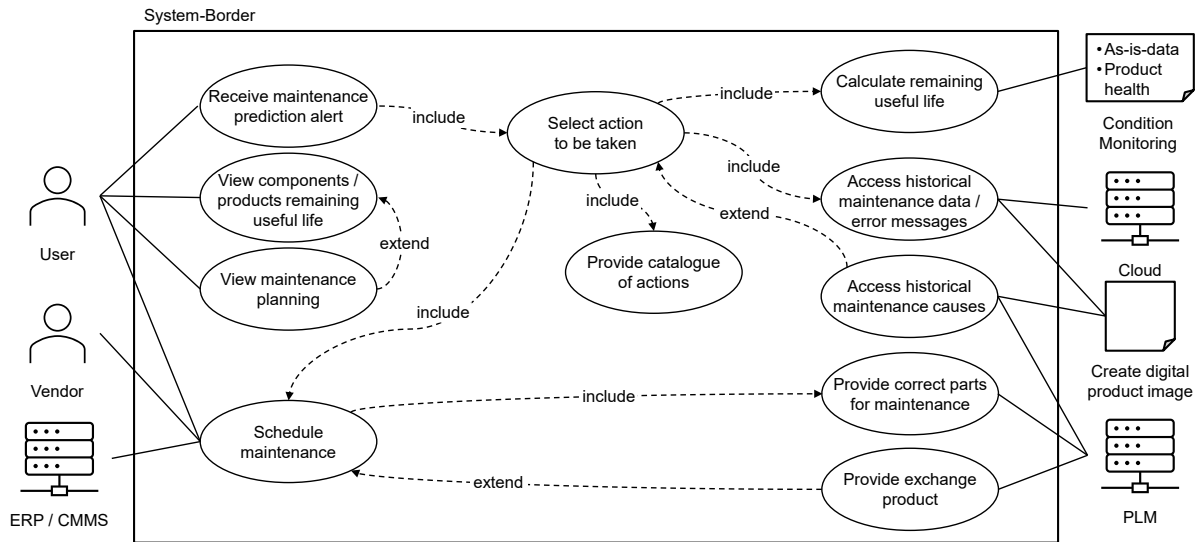 System-Border
Receive maintenance
prediction alert
include
Select action
to be taken
include
Calculate remaining
useful life
•As-is-data
•Product
health
Condition
Monitoring
User
View components /
products remaining
useful life
extend
View maintenance
planning
include
extend
include
Provide catalogue
of actions
Access historical
maintenance data /
error messages
Access historical
maintenance causes
Cloud
Create digital
product image
Vendor
include
Schedule
maintenance
include
Provide correct parts
for maintenance
extend
Provide exchange
product
ERP / CMMS
PLM